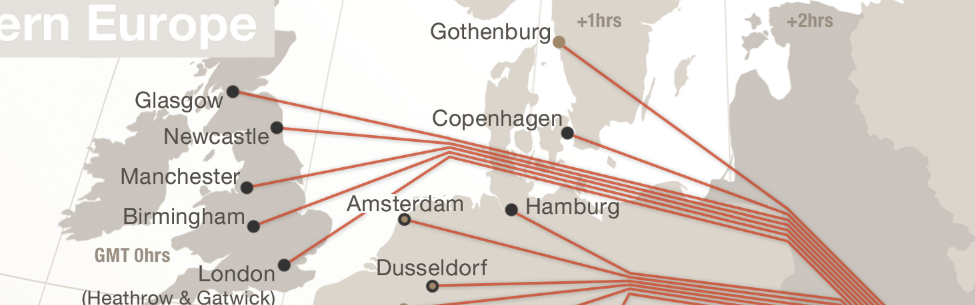 ern Europe
+1hrs
+2hrs
Gothenburg
Glasgow
Copenhagen
Newcastle
Manchester
Amsterdam
Hamburg
Birmingham
GMT 0hrs
London
(Heathrow & Gatwick)
Dusseldorf